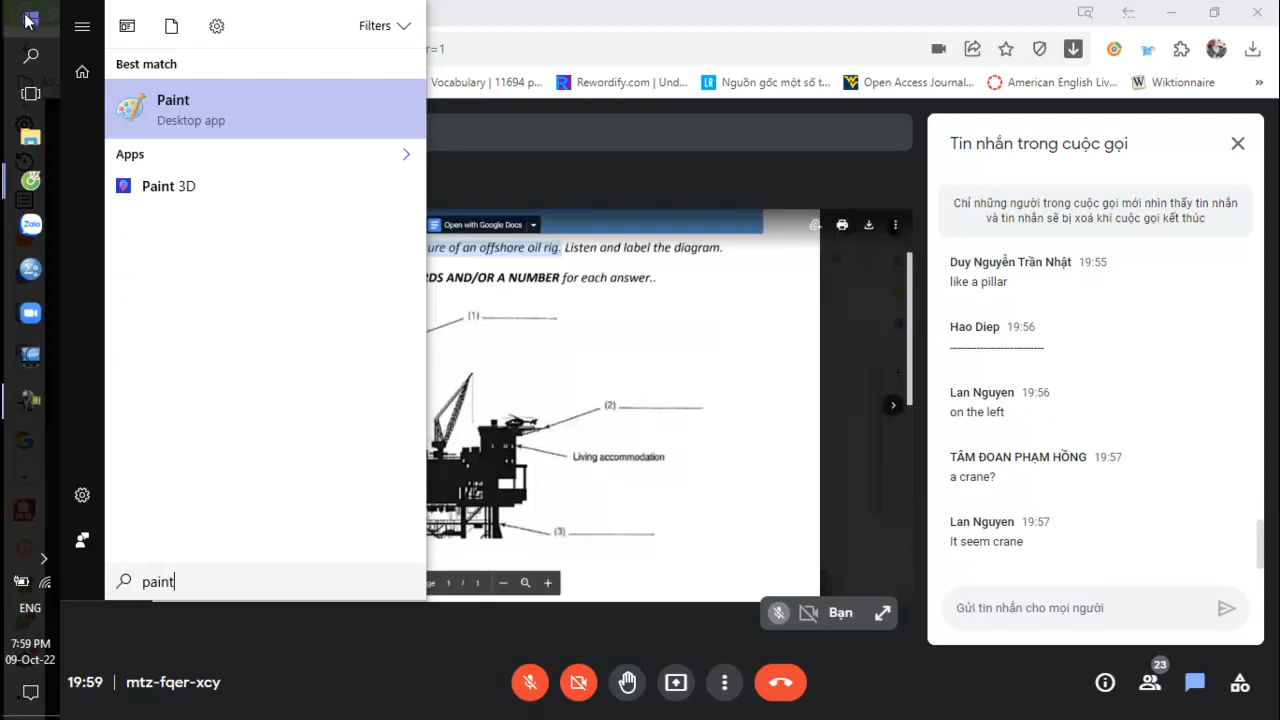 Filters
Best match
Paint
Desktop app
Apps
Paint 3D
paint
ENG
7:59 PM
09-Oct-22
r=1
Vocabulary | 11694 p...
Rewordify.com | Und...
Nguồn gốc một số t...
Open Access Journal...
American English Liv...
Wiktionnaire
»
Open with Google Docs
ure of an offshore oil rig. Listen and label the diagram.
RDS AND/OR A NUMBER for each answer..
(1)
(2)
Living accommodation
(3)
ge 1 / 1
Bạn
19:59 | mtz-fqer-xcy
23
Tin nhắn trong cuộc gọi
Chỉ những người trong cuộc gọi mới nhìn thấy tin nhắn
và tin nhắn sẽ bị xoá khi cuộc gọi kết thúc
Duy Nguyễn Trần Nhật 19:55
like a pillar
Hao Diep 19:56
----------------------------
Lan Nguyen 19:56
on the left
TÂM ĐOAN PHẠM HỒNG 19:57
a crane?
Lan Nguyen 19:57
It seem crane
Gửi tin nhắn cho mọi người
Zalo